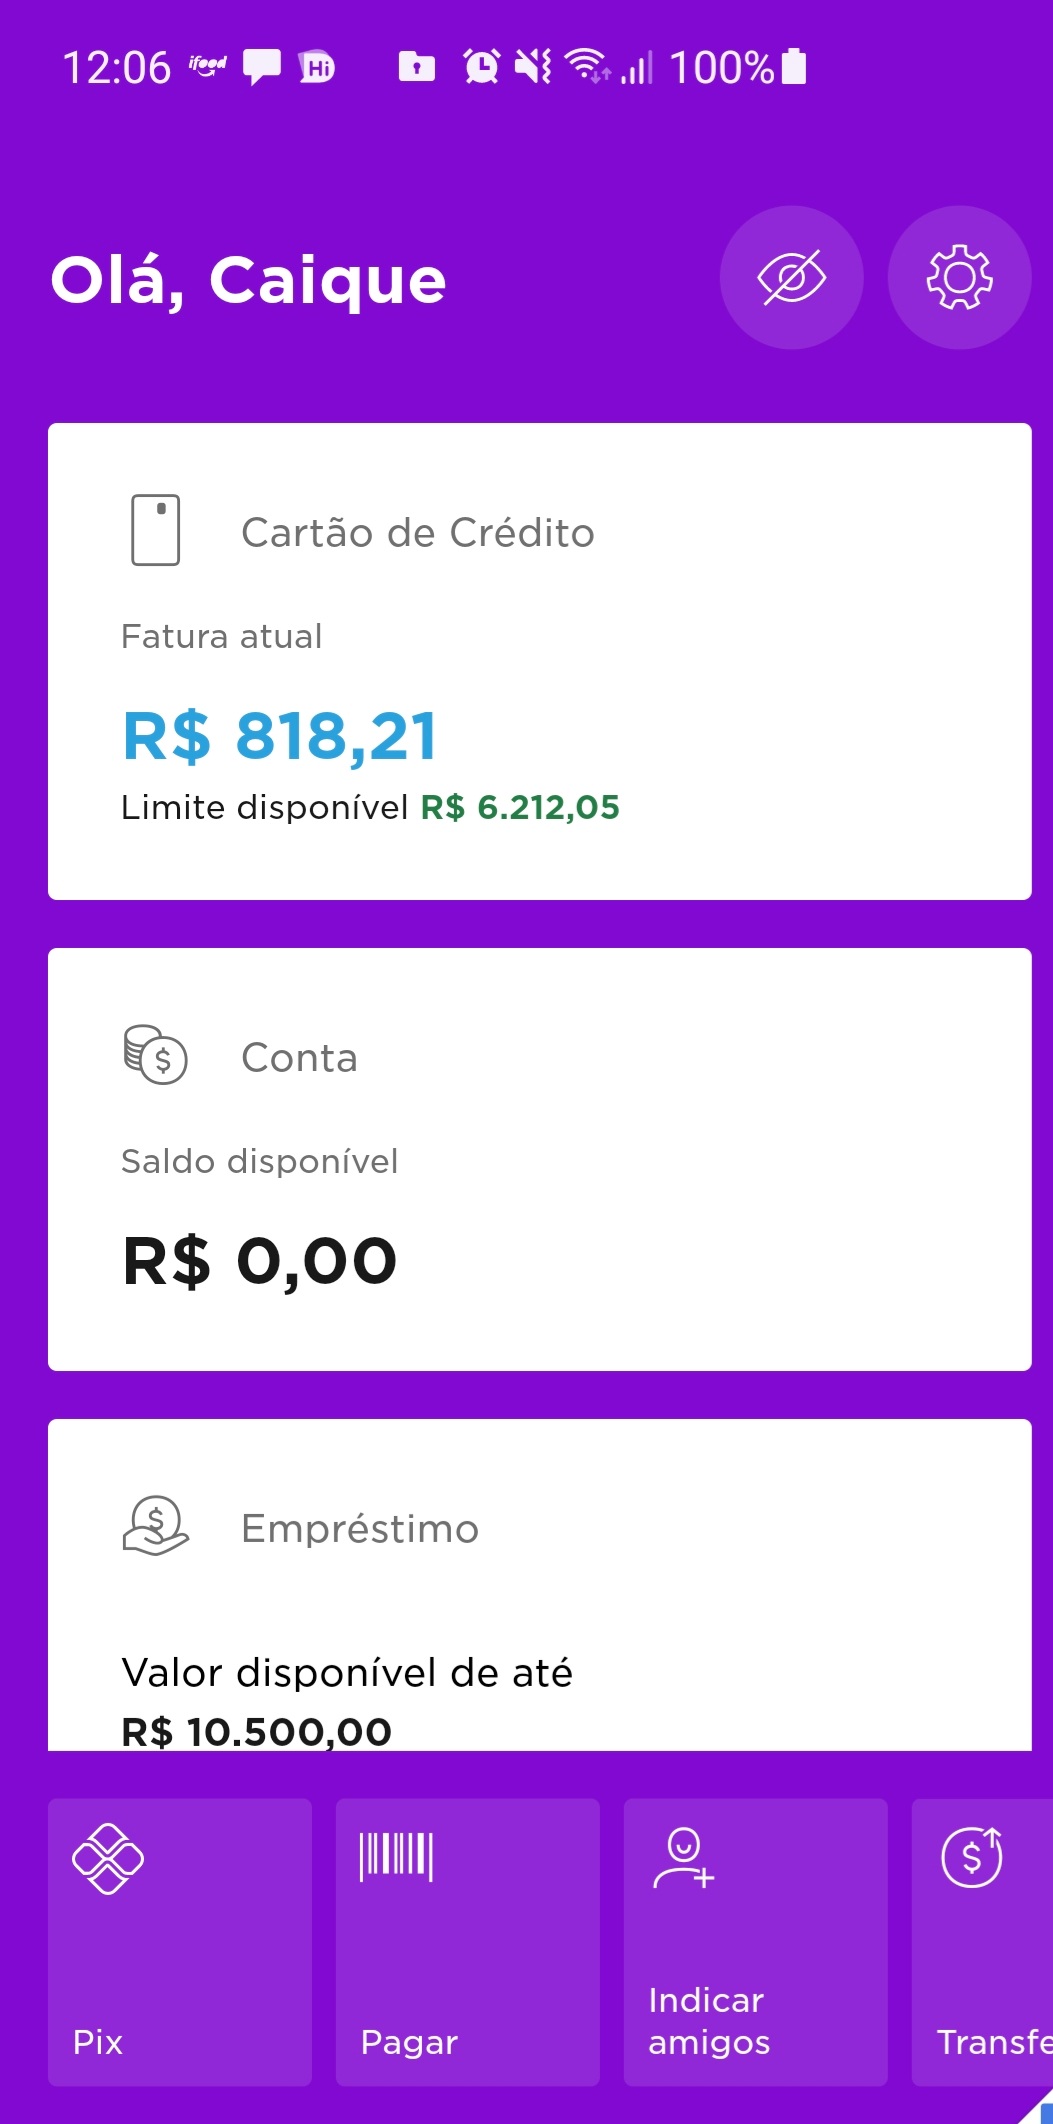 12:06 ifood Hi 100%
Olá, Caique
Cartão de Crédito
Fatura atual
R$ 818,21
Limite disponível R$ 6.212,05
Conta
Saldo disponível
R$ 0,00
Empréstimo
Valor disponível de até
R$ 10.500,00
Pix
Pagar
Indicar
amigos
Transfe